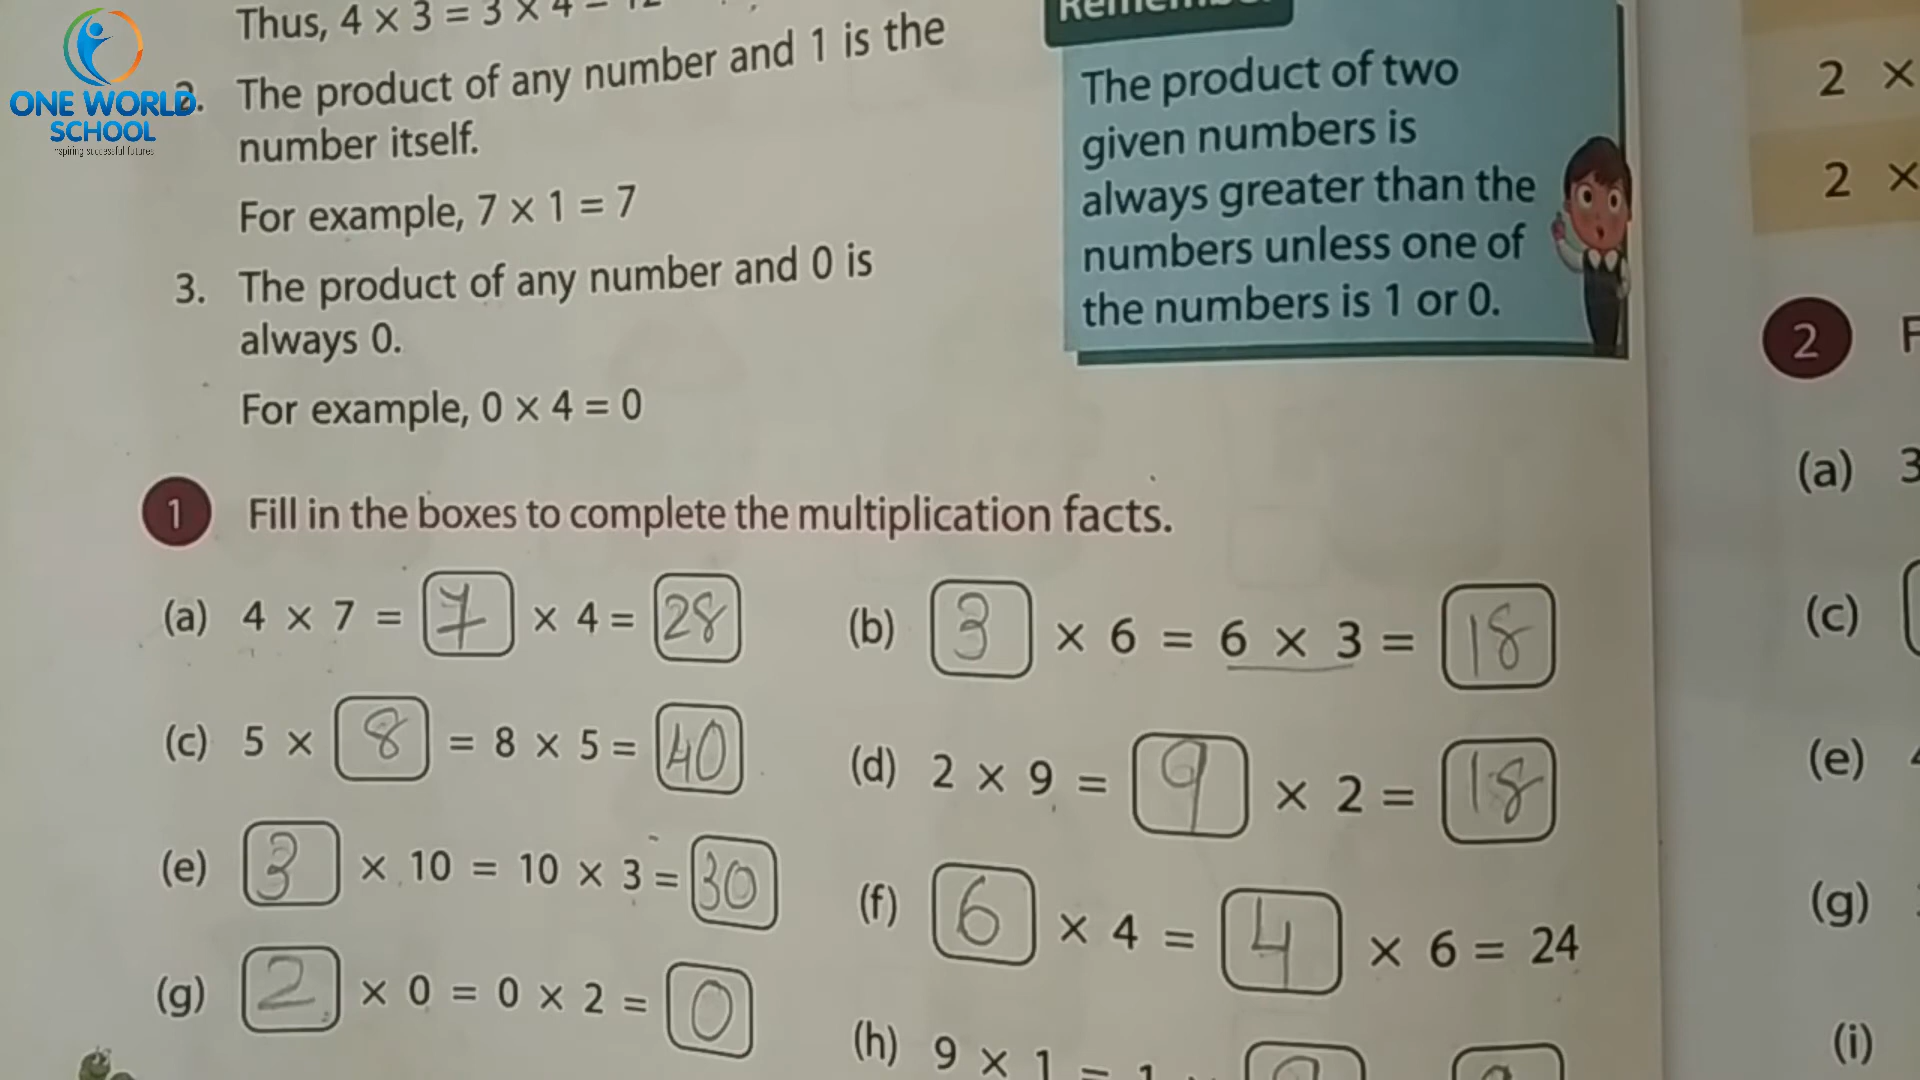 ONE WORLD
SCHOOL
Thus, 4 × 3 = 3 × 4 = 12
2. The product of any number and 1 is the
number itself.
For example, 7 × 1 = 7
3. The product of any number and 0 is
always 0.
For example, 0 × 4 = 0
Remember
The product of two
given numbers is
always greater than the
numbers unless one of
the numbers is 1 or 0.
1 Fill in the boxes to complete the multiplication facts.
(a) 4 × 7 = 7 × 4 = 28
(b) 3 × 6 = 6 × 3 = 18
(c) 5 × 8 = 8 × 5 = 40
(d) 2 × 9 = 9 × 2 = 18
(e) 3 × 10 = 10 × 3 = 30
(f) 6 × 4 = 4 × 6 = 24
(g) 2 × 0 = 0 × 2 = 0
(h) 9 × 1 = 1 ×
2 ×
2 ×
2 F
(a) 3
(c)
(e)
(g)
(i)